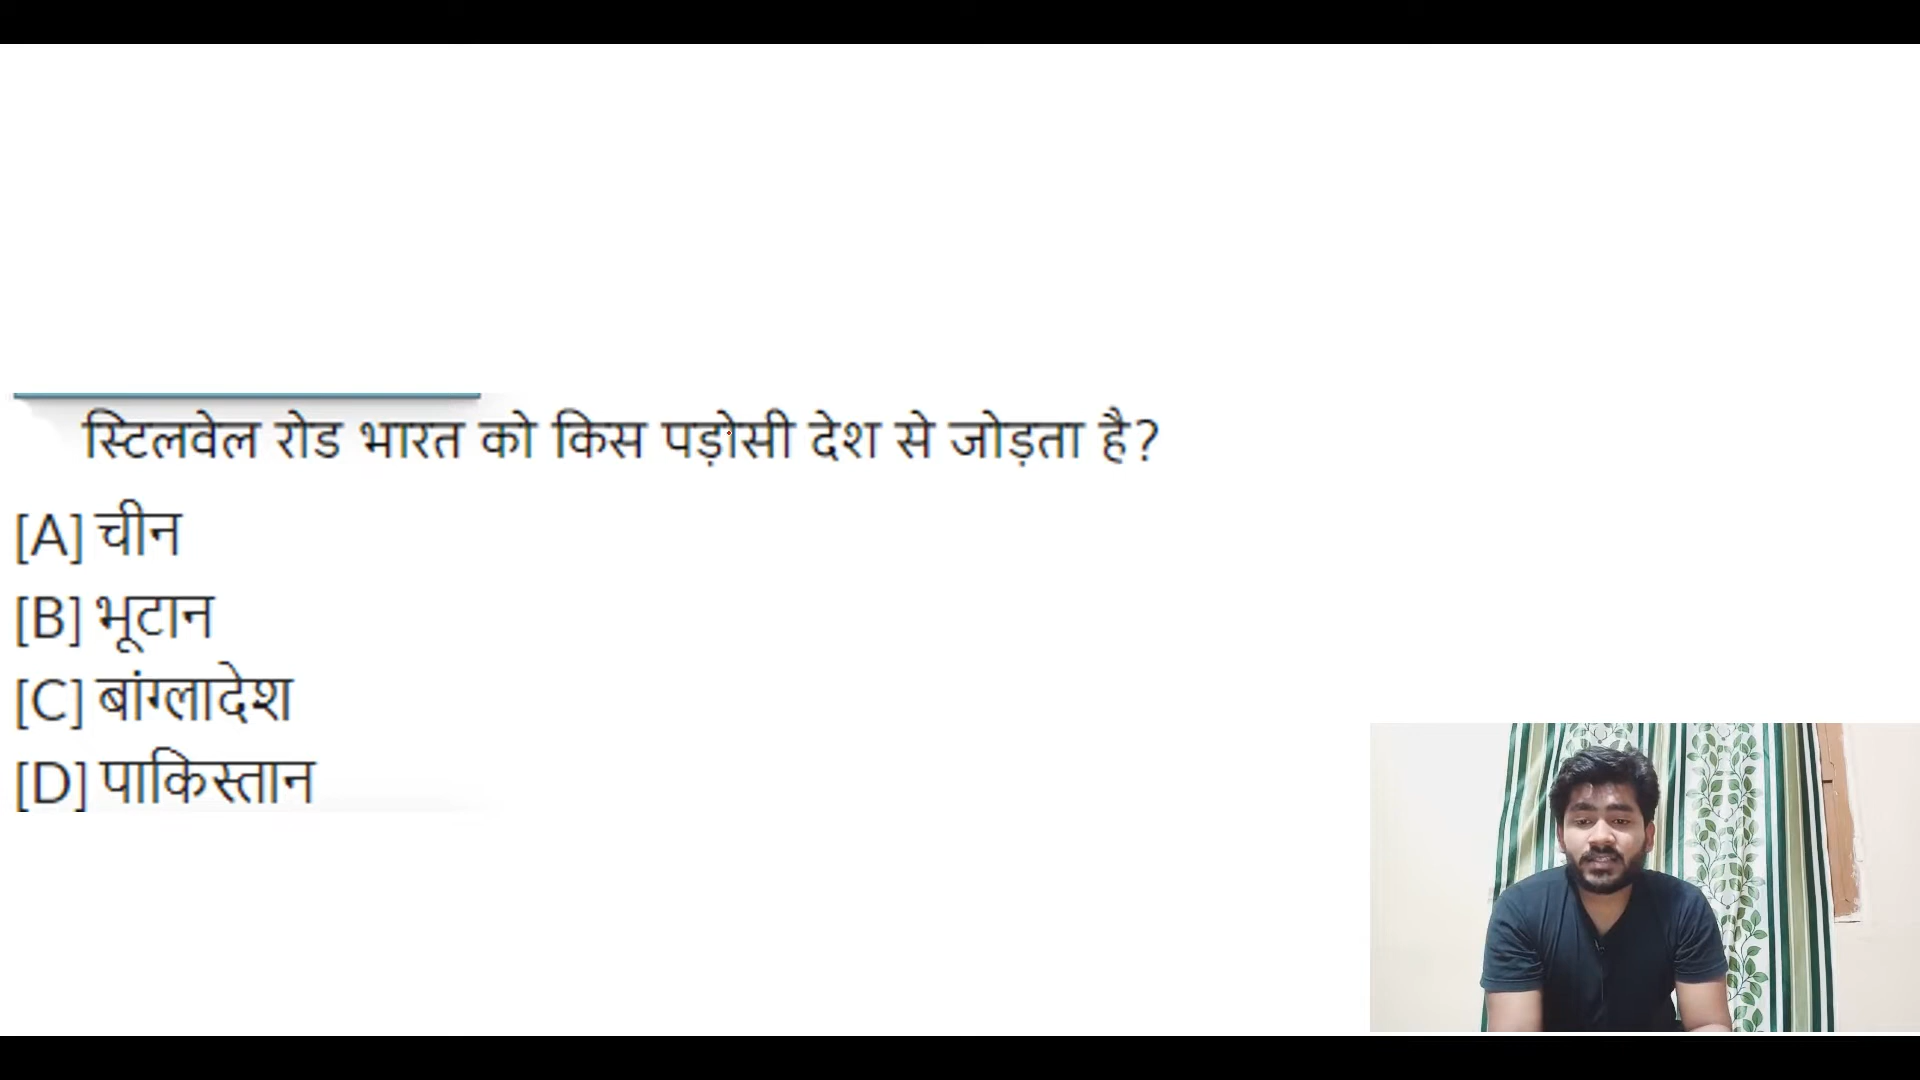 स्टिलवेल रोड भारत को किस पड़ोसी देश से जोड़ता है?
[A] चीन
[B] भूटान
[C] बांग्लादेश
[D] पाकिस्तान